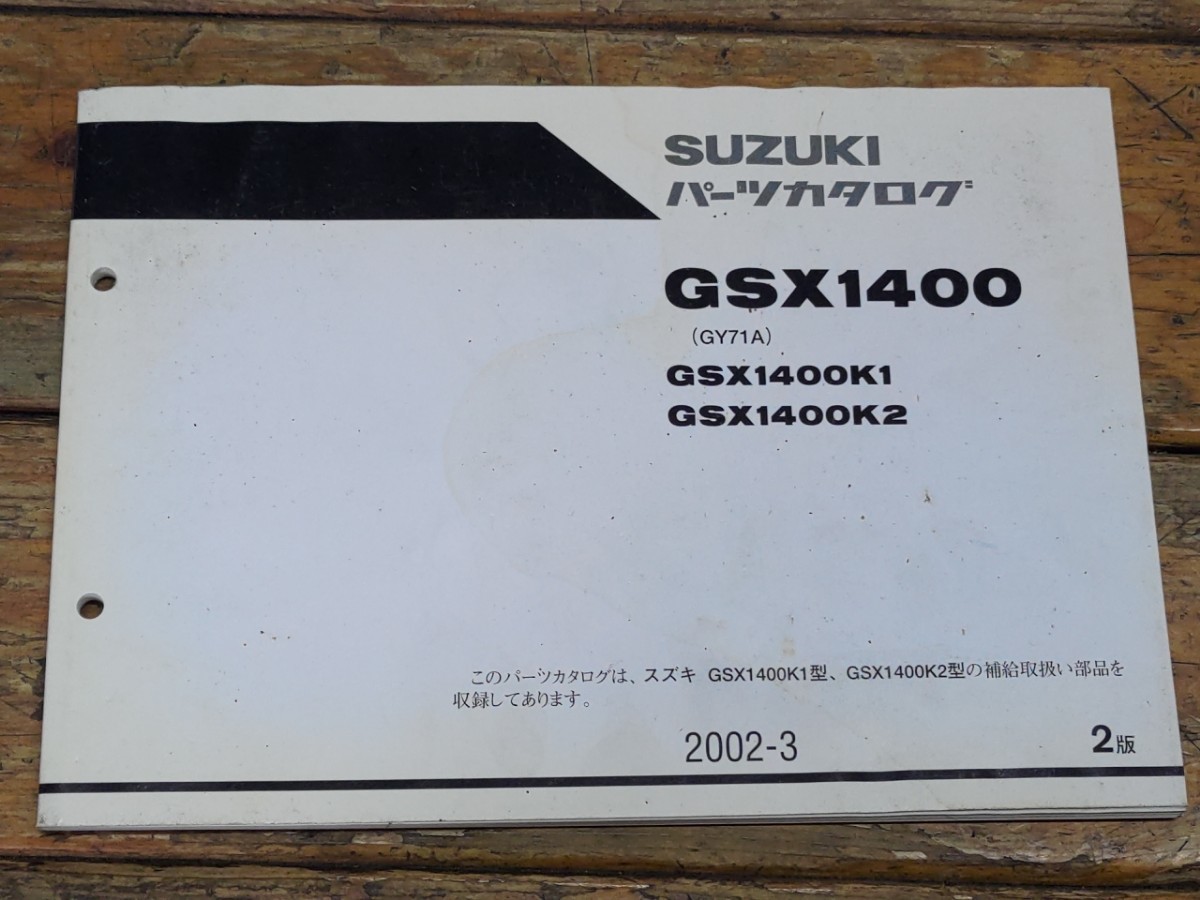 SUZUKI
パーツカタログ
GSX1400
(GY71A)
GSX1400K1
GSX1400K2
このパーツカタログは、スズキ GSX1400K1型、GSX1400K2型の補給取扱い部品を
収録してあります。
2002-3
2版